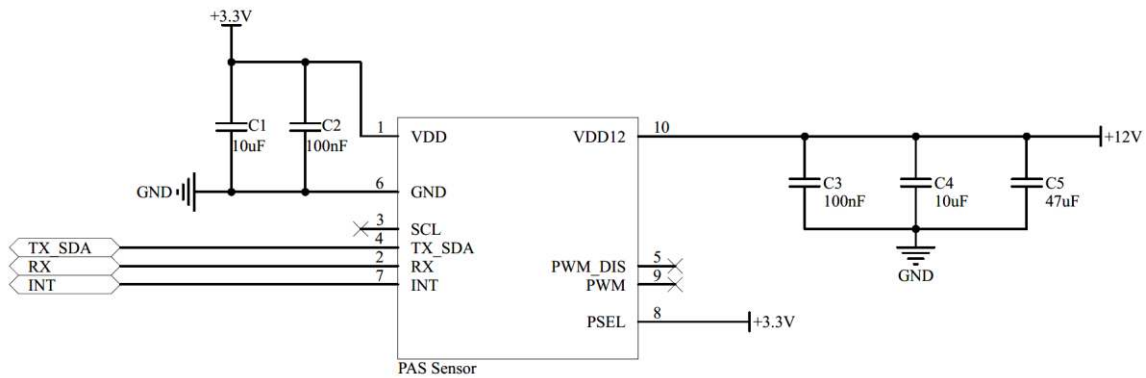 +3.3V
C1
10uF
C2
100nF
1
VDD
VDD12
10
+12V
GND
6
GND
C3
100nF
C4
10uF
C5
47uF
3
SCL
TX_SDA
4
TX_SDA
RX
2
RX
INT
7
INT
PWM_DIS
5
PWM
9
GND
PSEL
8
+3.3V
PAS Sensor